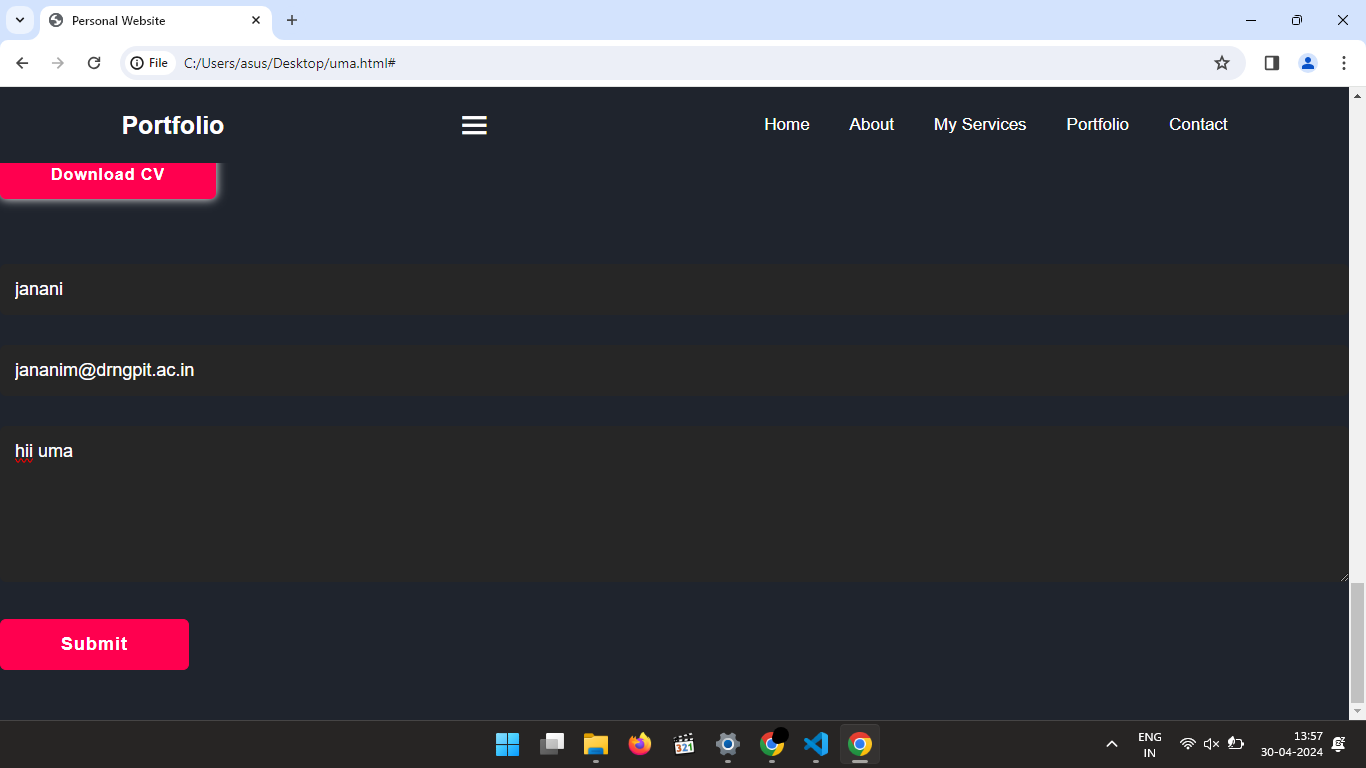 Personal Website
File
C:/Users/asus/Desktop/uma.html#
Portfolio
Home
About
My Services
Portfolio
Contact
Download CV
janani
jananim@drngpit.ac.in
hii uma
Submit
321
ENG
IN
13:57
30-04-2024